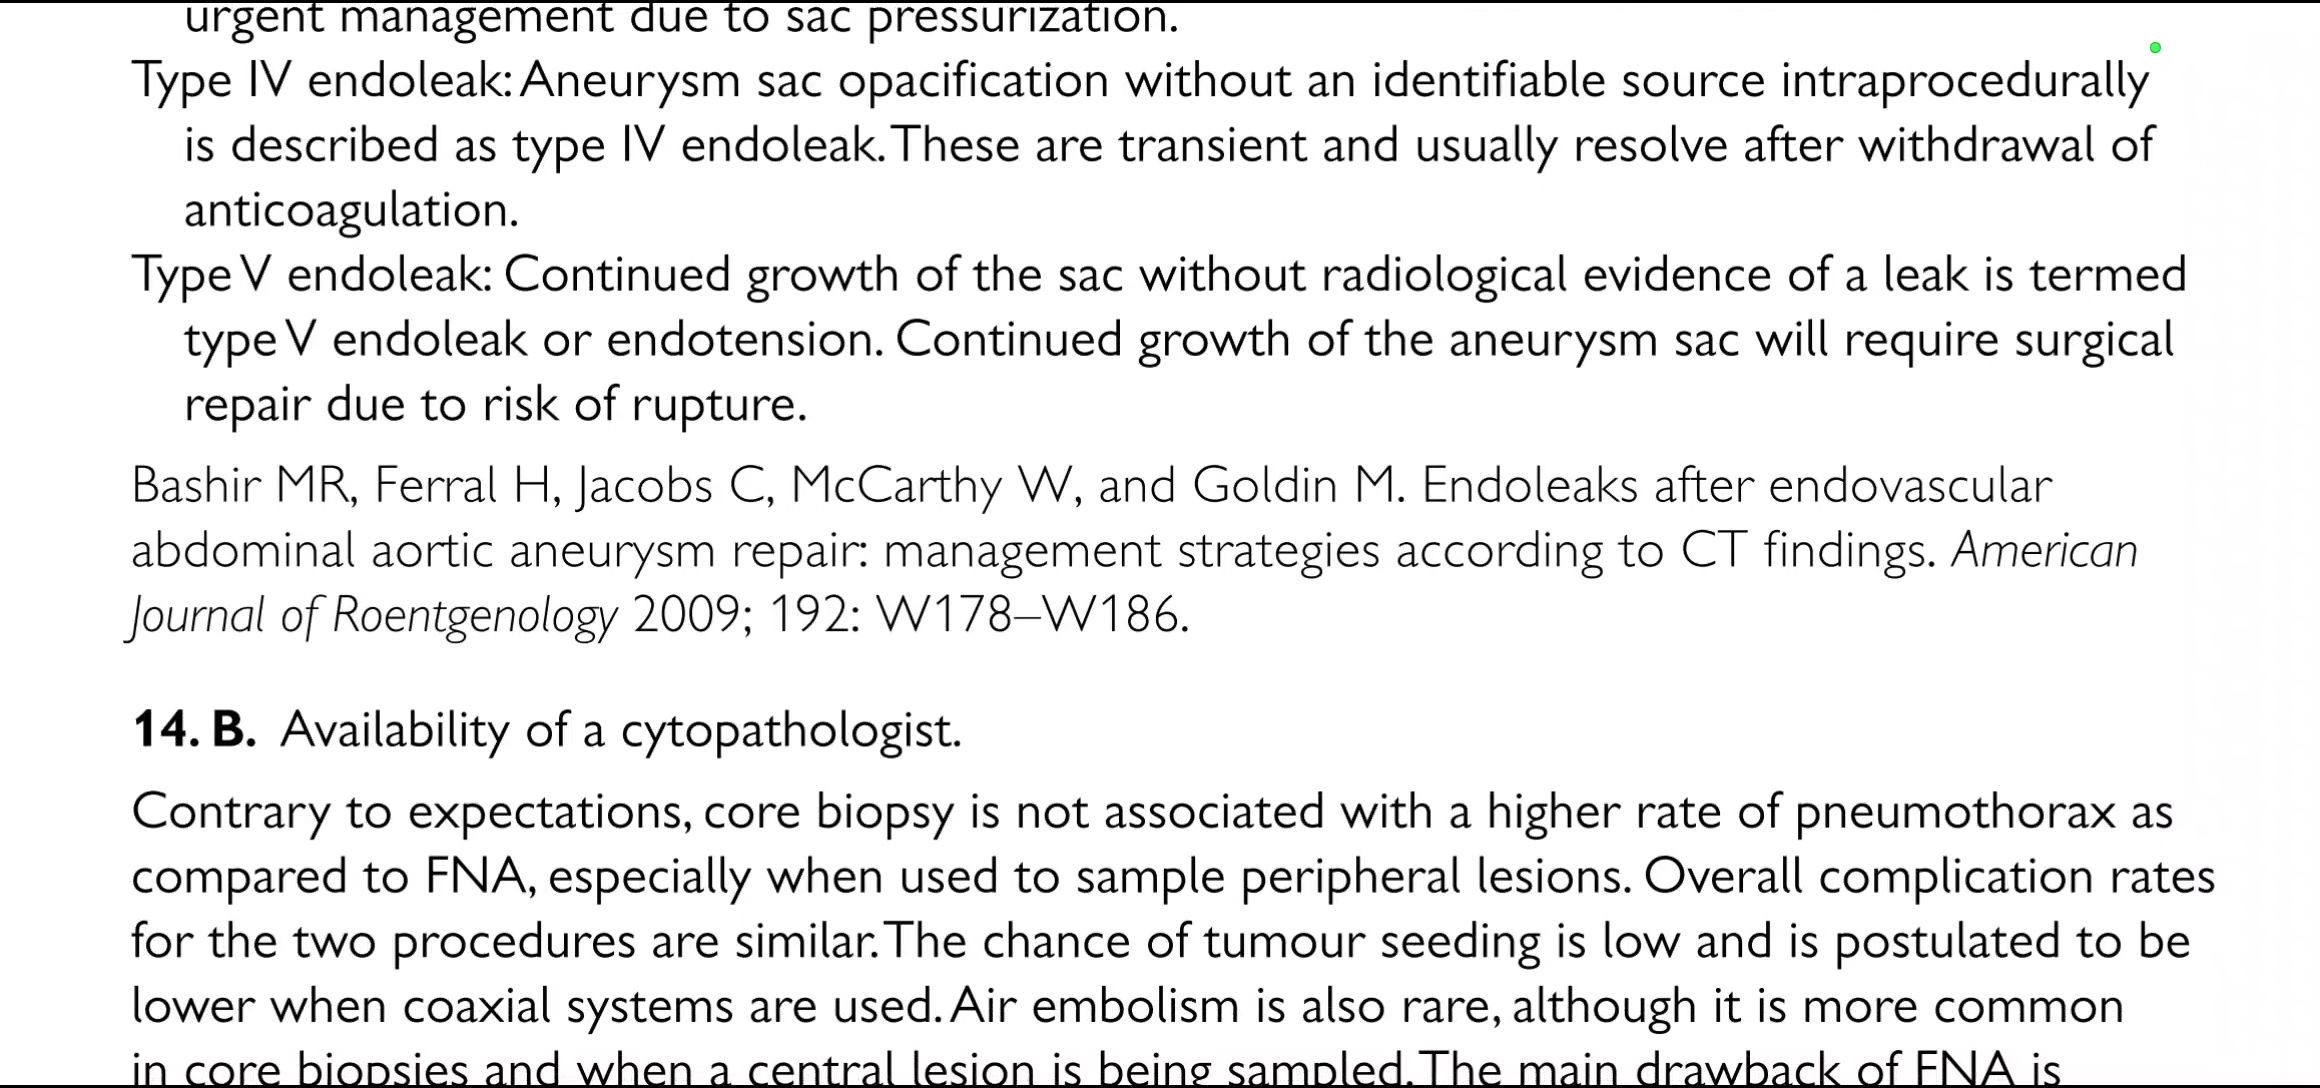 urgent management due to sac pressurization.
Type IV endoleak: Aneurysm sac opacification without an identifiable source intraprocedurally
is described as type IV endoleak. These are transient and usually resolve after withdrawal of
anticoagulation.
Type V endoleak: Continued growth of the sac without radiological evidence of a leak is termed
type V endoleak or endotension. Continued growth of the aneurysm sac will require surgical
repair due to risk of rupture.
Bashir MR, Ferral H, Jacobs C, McCarthy W, and Goldin M. Endoleaks after endovascular
abdominal aortic aneurysm repair: management strategies according to CT findings. American
Journal of Roentgenology 2009; 192: W178–W186.
14. B. Availability of a cytopathologist.
Contrary to expectations, core biopsy is not associated with a higher rate of pneumothorax as
compared to FNA, especially when used to sample peripheral lesions. Overall complication rates
for the two procedures are similar. The chance of tumour seeding is low and is postulated to be
lower when coaxial systems are used. Air embolism is also rare, although it is more common
in core biopsies and when a central lesion is being sampled. The main drawback of FNA is